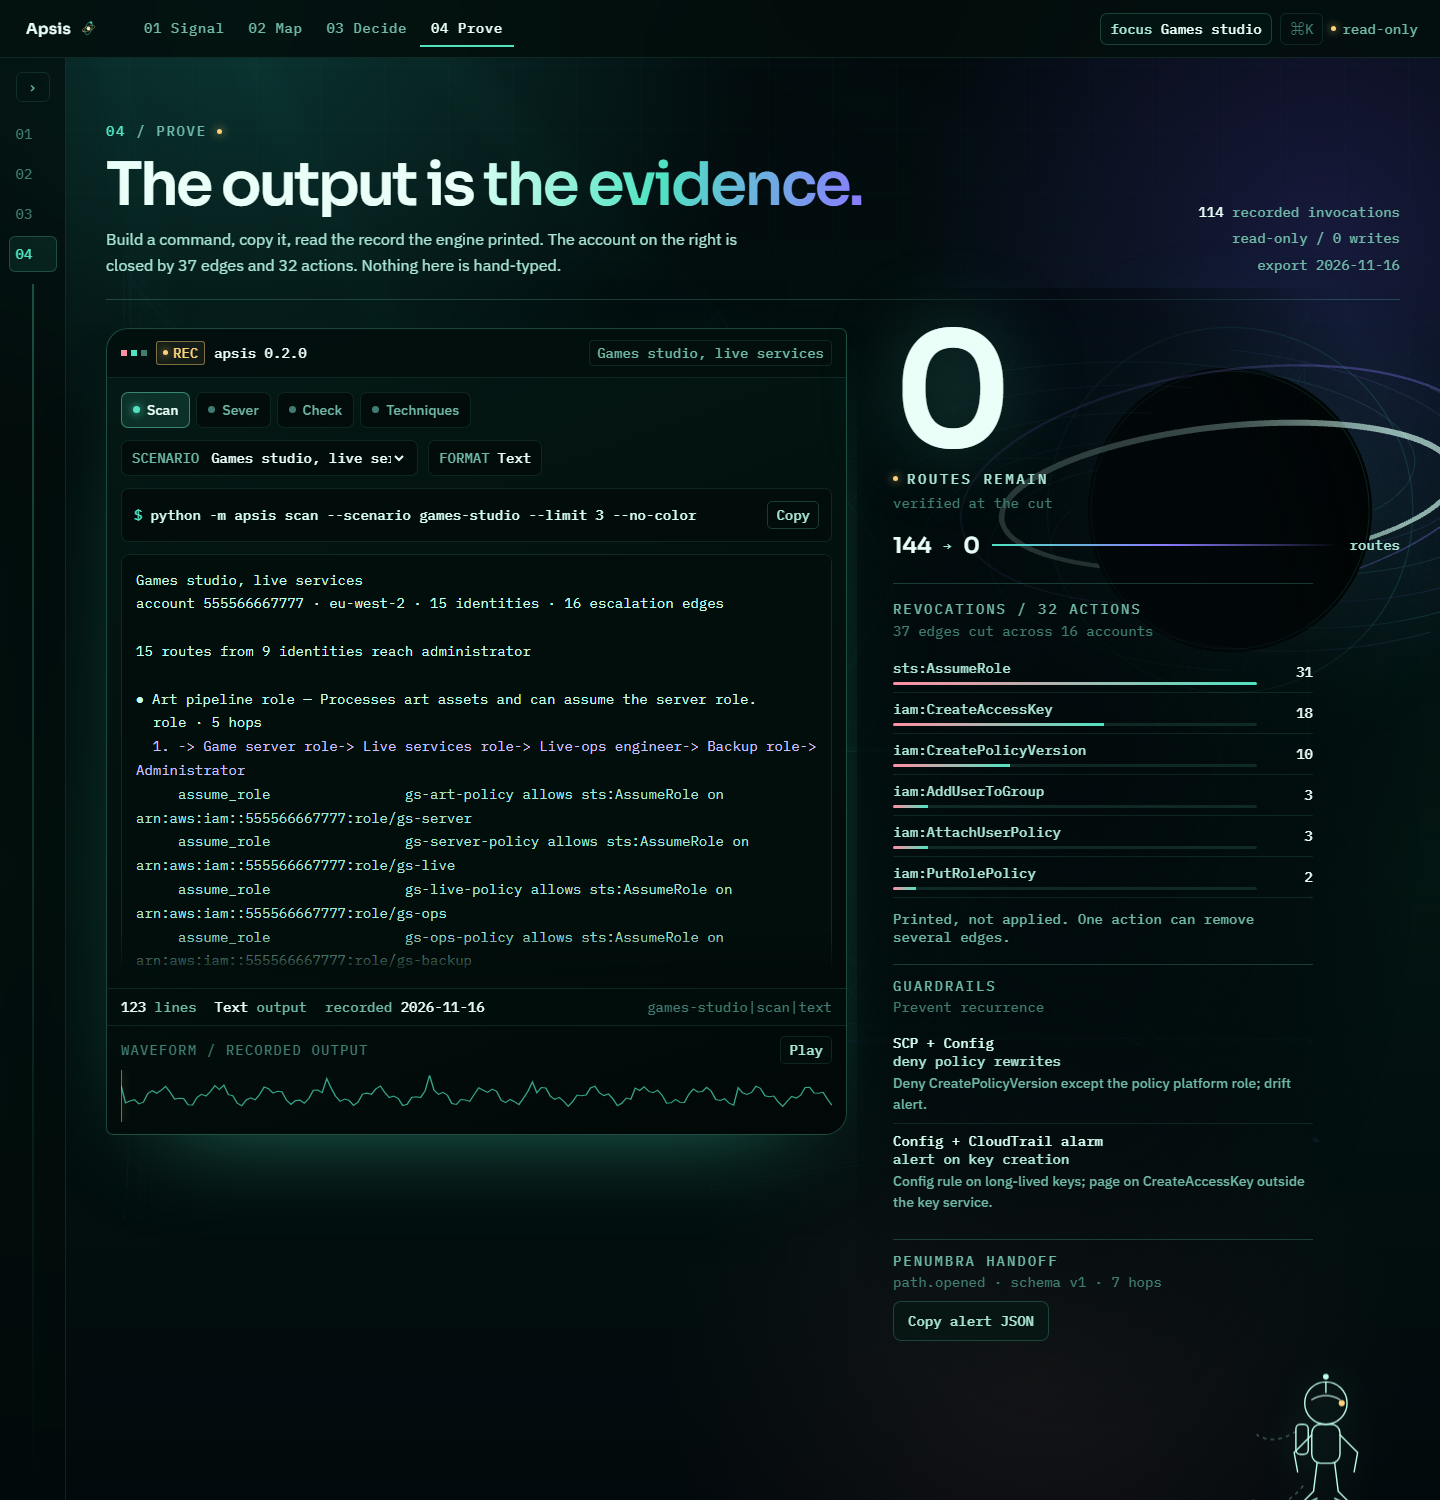 Apsis
01 Signal
02 Map
03 Decide
04 Prove
focus Games studio
⌘K
read-only
›
01
02
03
04
04 / PROVE
The output is the evidence.
Build a command, copy it, read the record the engine printed. The account on the right is
closed by 37 edges and 32 actions. Nothing here is hand-typed.
114 recorded invocations
read-only / 0 writes
export 2026-11-16
REC
apsis 0.2.0
Games studio, live services
Scan
Sever
Check
Techniques
SCENARIO Games studio, live se
FORMAT Text
$ python -m apsis scan --scenario games-studio --limit 3 --no-color
Copy
Games studio, live services
account 555566667777 · eu-west-2 · 15 identities · 16 escalation edges
15 routes from 9 identities reach administrator
● Art pipeline role — Processes art assets and can assume the server role.
role · 5 hops
1. -> Game server role-> Live services role-> Live-ops engineer-> Backup role->
Administrator
assume_role gs-art-policy allows sts:AssumeRole on
arn:aws:iam::555566667777:role/gs-server
assume_role gs-server-policy allows sts:AssumeRole on
arn:aws:iam::555566667777:role/gs-live
assume_role gs-live-policy allows sts:AssumeRole on
arn:aws:iam::555566667777:role/gs-ops
assume_role gs-ops-policy allows sts:AssumeRole on
arn:aws:iam::555566667777:role/gs-backup
123 lines Text output recorded 2026-11-16
games-studio|scan|text
WAVEFORM / RECORDED OUTPUT
Play
0
ROUTES REMAIN
verified at the cut
144 → 0
routes
REVOCATIONS / 32 ACTIONS
37 edges cut across 16 accounts
sts:AssumeRole 31
iam:CreateAccessKey 18
iam:CreatePolicyVersion 10
iam:AddUserToGroup 3
iam:AttachUserPolicy 3
iam:PutRolePolicy 2
Printed, not applied. One action can remove
several edges.
GUARDRAILS
Prevent recurrence
SCP + Config
deny policy rewrites
Deny CreatePolicyVersion except the policy platform role; drift
alert.
Config + CloudTrail alarm
alert on key creation
Config rule on long-lived keys; page on CreateAccessKey outside
the key service.
PENUMBRA HANDOFF
path.opened · schema v1 · 7 hops
Copy alert JSON